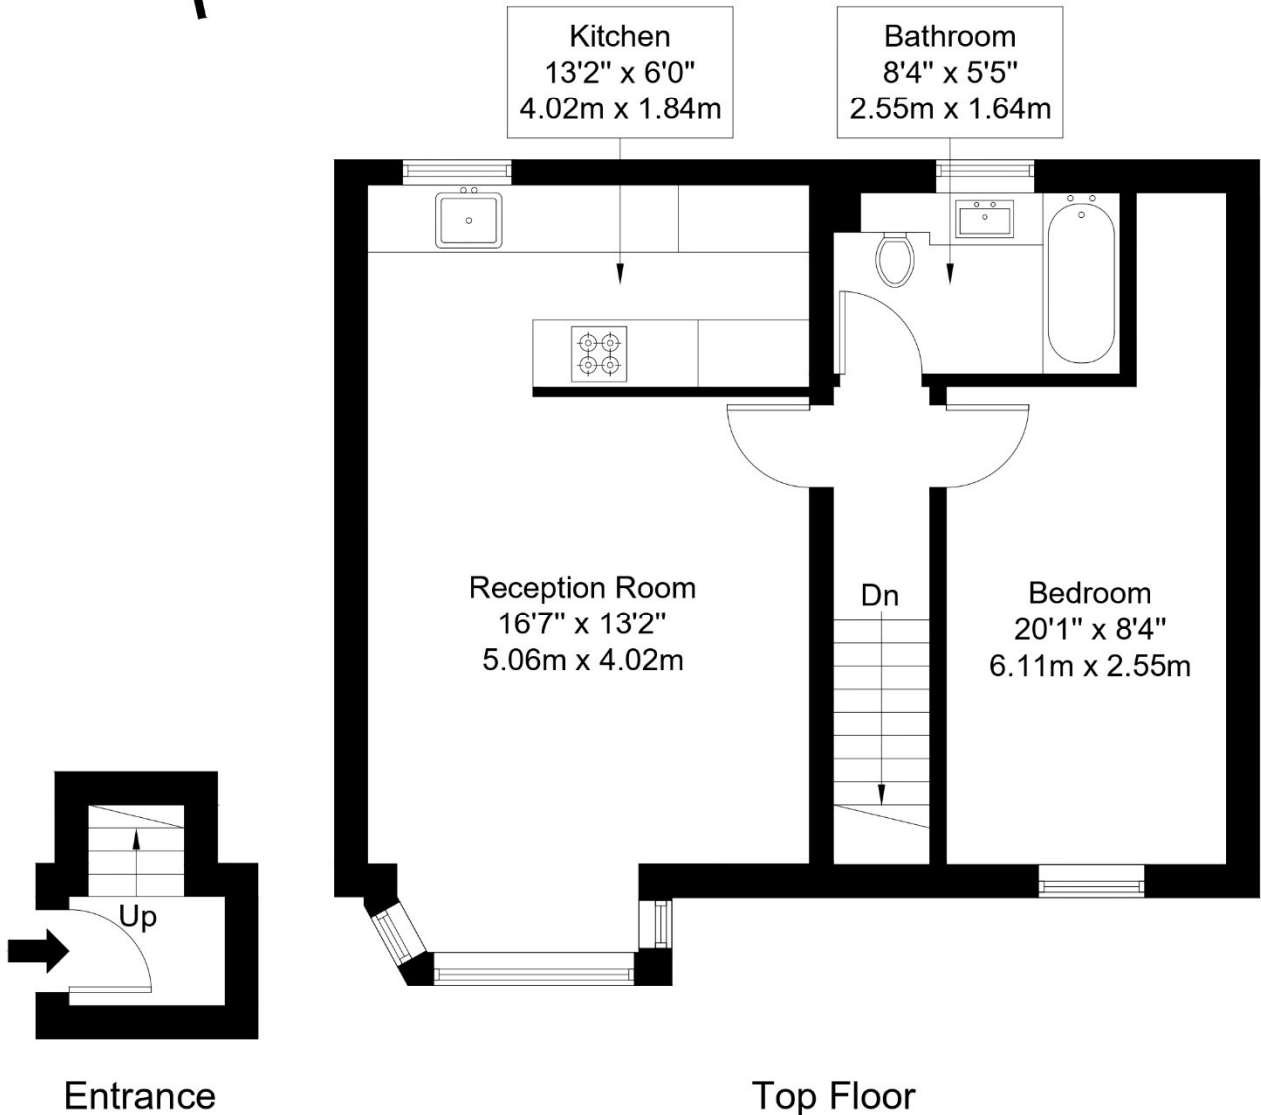 Kitchen
13'2" x 6'0"
4.02m x 1.84m
Bathroom
8'4" x 5'5"
2.55m x 1.64m
Reception Room
16'7" x 13'2"
5.06m x 4.02m
Dn
Bedroom
20'1" x 8'4"
6.11m x 2.55m
Up
Entrance
Top Floor